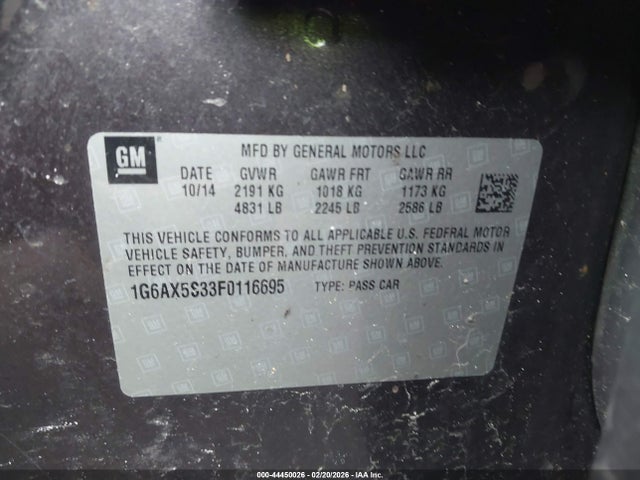 GM
MFD BY GENERAL MOTORS LLC
DATE GVWR GAWR FRT GAWR RR
10/14 2191 KG 1018 KG 1173 KG
4831 LB 2245 LB 2586 LB
THIS VEHICLE CONFORMS TO ALL APPLICABLE U.S. FEDERAL MOTOR
VEHICLE SAFETY, BUMPER, AND THEFT PREVENTION STANDARDS IN
EFFECT ON THE DATE OF MANUFACTURE SHOWN ABOVE.
1G6AX5S33F0116695 TYPE: PASS CAR
000-44450026 - 02/20/2026 - IAAI.COM